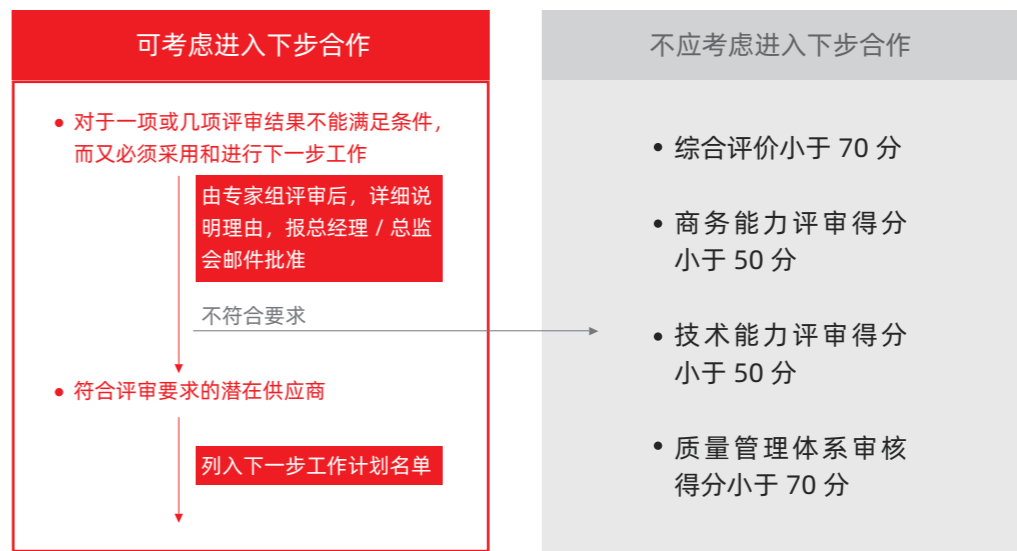 可考虑进入下步合作
● 对于一项或几项评审结果不能满足条件，
而又必须采用和进行下一步工作
由专家组评审后，详细说
明理由，报总经理 / 总监
会邮件批准
不符合要求
● 符合评审要求的潜在供应商
列入下一步工作计划名单
不应考虑进入下步合作
● 综合评价小于 70 分
● 商务能力评审得分
小于 50 分
● 技术能力评审得分
小于 50 分
● 质量管理体系审核
得分小于 70 分